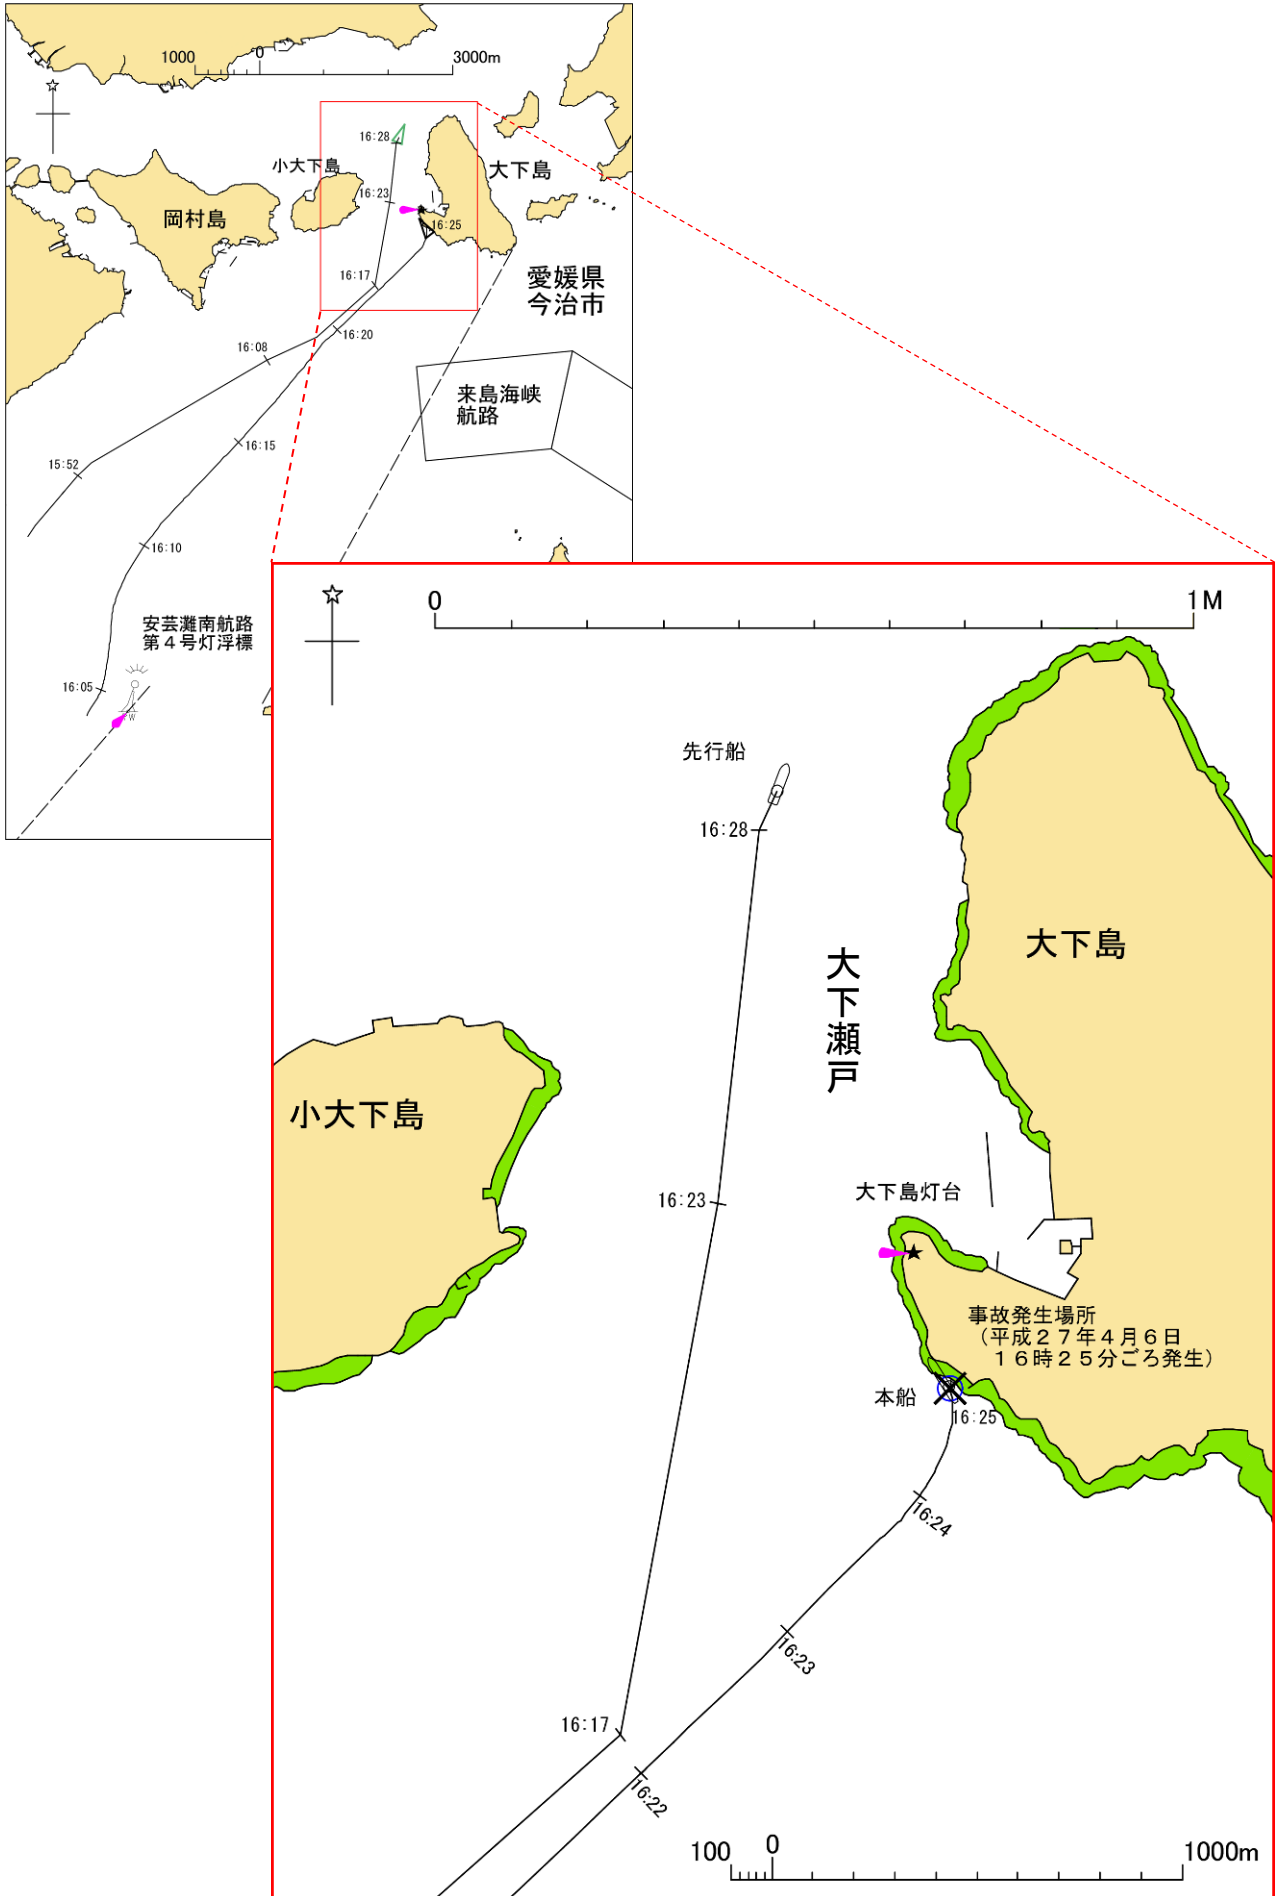 1000
0
3000m
16:28
小大下島
大下島
16:23
岡村島
16:25
愛媛県
今治市
16:17
16:20
16:08
来島海峡
航路
16:15
15:52
16:10
安芸灘南航路
第４号灯浮標
16:05
W
0
1M
先行船
16:28
大下島
大下瀬戸
小大下島
大下島灯台
16:23
事故発生場所
（平成２７年４月６日
１６時２５分ごろ発生）
本船
16:25
16:24
16:23
16:17
16:22
100
0
1000m